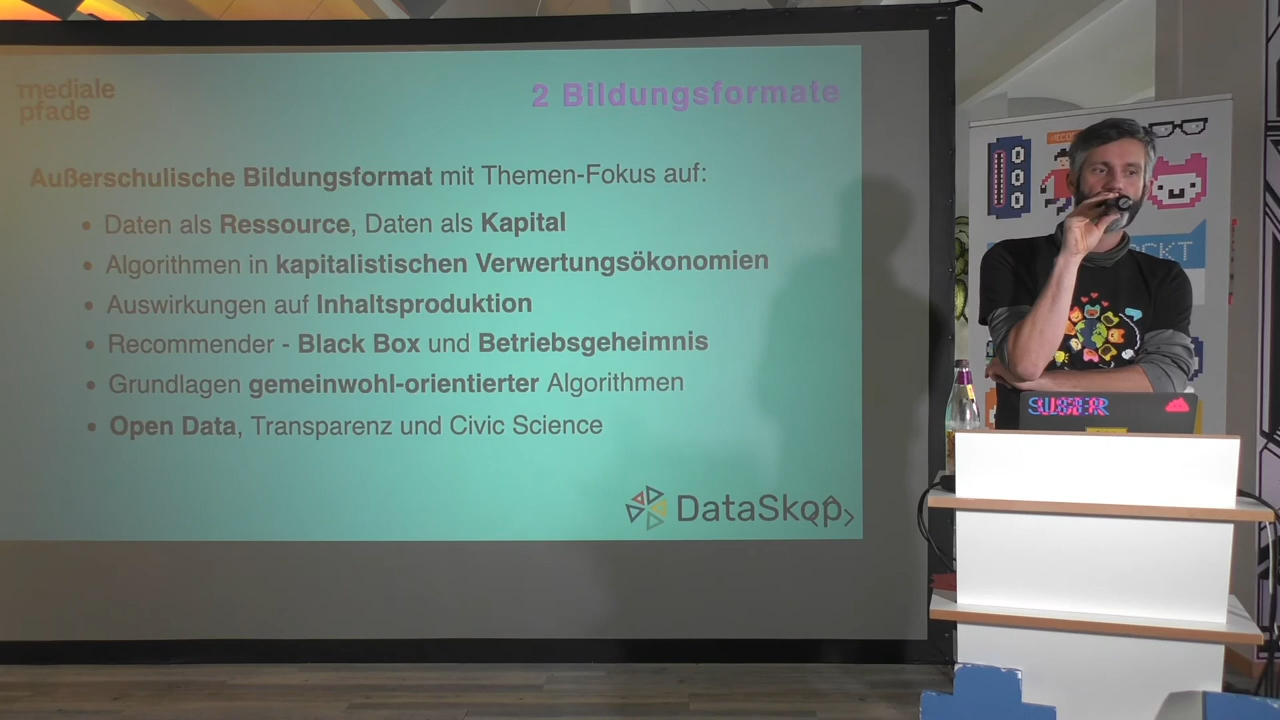 mediale
pfade
2 Bildungsformate
Außerschulische Bildungsformat mit Themen-Fokus auf:
• Daten als Ressource, Daten als Kapital
• Algorithmen in kapitalistischen Verwertungsökonomien
• Auswirkungen auf Inhaltsproduktion
• Recommender - Black Box und Betriebsgeheimnis
• Grundlagen gemeinwohl-orientierter Algorithmen
• Open Data, Transparenz und Civic Science
DataSkop